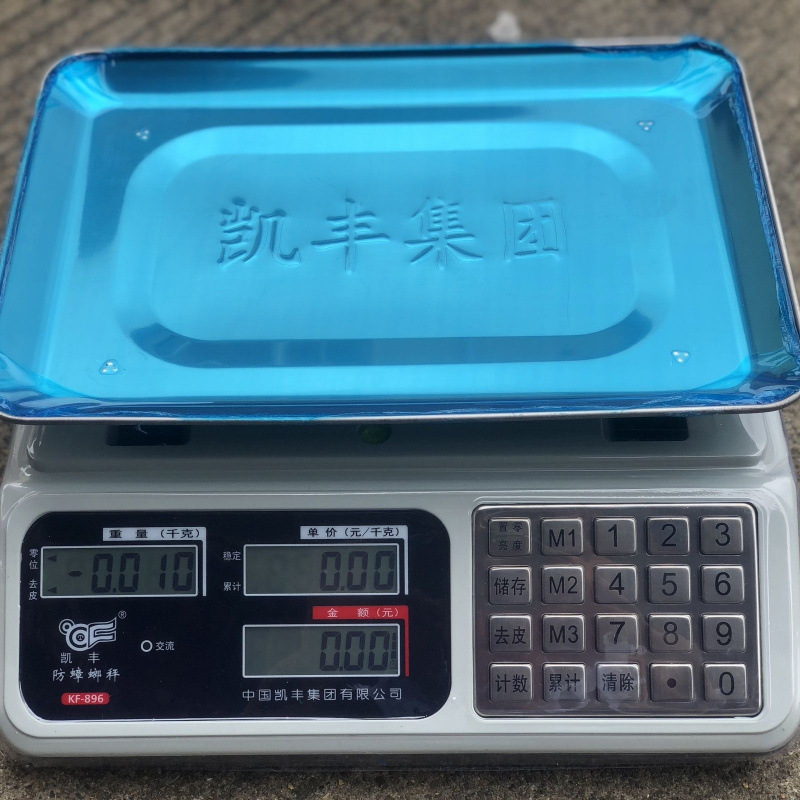 凯丰集团
重量（千克）
单价（元/千克）
零位
去皮
-0.010
稳定
累计
0.00
金额（元）
0.00
®
凯丰
防蟑螂秤
KF-896
交流
中国凯丰集团有限公司
置零 亮度 M1 1 2 3
储存 M2 4 5 6
去皮 M3 7 8 9
计数 累计 清除 • 0